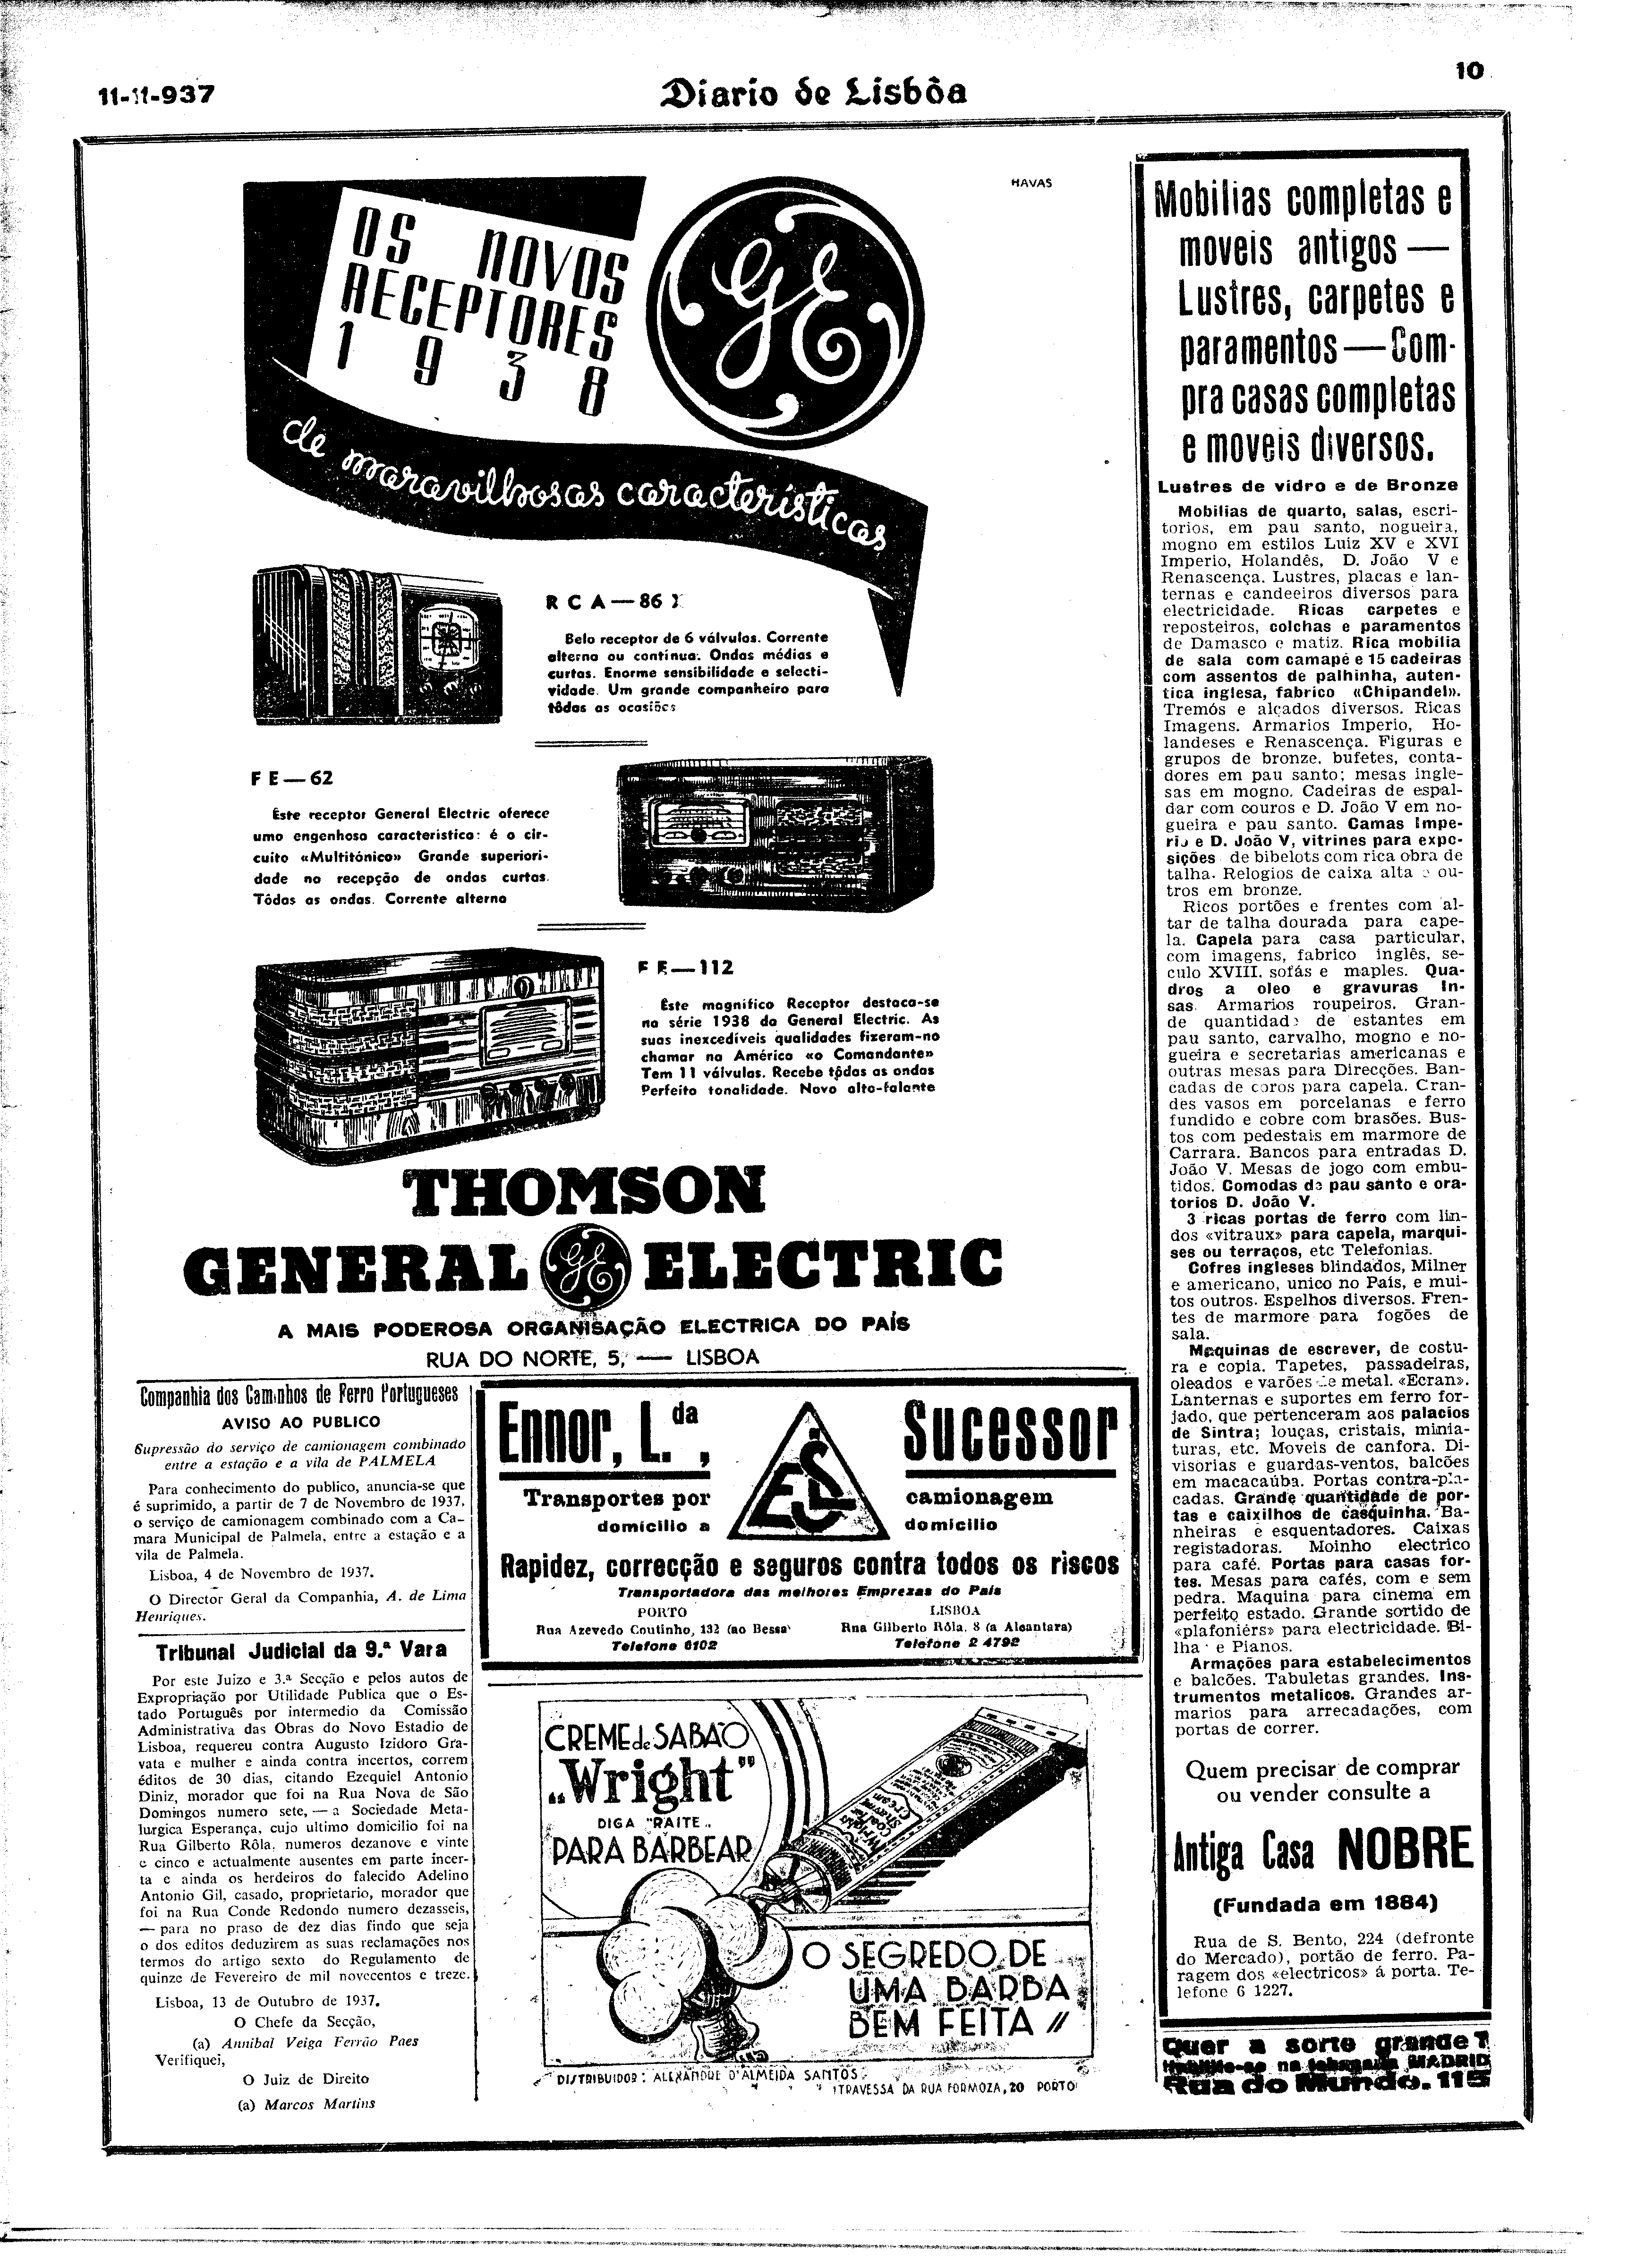 11-11-937
Diario de Lisbôa
10
HAVAS
OS NOVOS
RECEPTORES
1938
GE
de maravilhosas características
RCA—86
Belo receptor de 6 válvulas. Corrente
alterna ou contínua. Ondas médias e
curtas. Enorme sensibilidade e selecti-
vidade. Um grande companheiro para
tôdas as ocasiões
FE—62
Êste receptor General Electric oferece
uma engenhosa caracteristica: é o cir-
cuito «Multitónico» Grande superiori-
dade na recepção de ondas curtas.
Tôdas as ondas. Corrente alterna
FE—112
Êste magnifico Receptor destaca-se
na série 1938 da General Electric. As
suas inexcedíveis qualidades fizeram-no
chamar na América «o Comandante»
Tem 11 válvulas. Recebe tôdas as ondas
Perfeita tonalidade. Novo alto-falante
THOMSON
GENERAL GE ELECTRIC
A MAIS PODEROSA ORGANISAÇÃO ELECTRICA DO PAÍS
RUA DO NORTE, 5, — LISBOA
Companhia dos Caminhos de Ferro Portugueses
AVISO AO PUBLICO
Supressão do serviço de camionagem combinado
entre a estação e a vila de PALMELA
Para conhecimento do publico, anuncia-se que
é suprimido, a partir de 7 de Novembro de 1937,
o serviço de camionagem combinado com a Ca-
mara Municipal de Palmela, entre a estação e a
vila de Palmela.
Lisboa, 4 de Novembro de 1937.
O Director Geral da Companhia, A. de Lima
Henriques.
Tribunal Judicial da 9.ª Vara
Por este Juizo e 3.ª Secção e pelos autos de
Expropriação por Utilidade Publica que o Es-
tado Português por intermedio da Comissão
Administrativa das Obras do Novo Estadio de
Lisboa, requereu contra Augusto Izidoro Gra-
vata e mulher e ainda contra incertos, correm
éditos de 30 dias, citando Ezequiel Antonio
Diniz, morador que foi na Rua Nova de São
Domingos numero sete, — a Sociedade Meta-
lurgica Esperança, cujo ultimo domicilio foi na
Rua Gilberto Rôla, numeros dezanove e vinte
e cinco e actualmente ausentes em parte incer-
ta e ainda os herdeiros do falecido Adelino
Antonio Gil, casado, proprietario, morador que
foi na Rua Conde Redondo numero dezasseis,
— para no praso de dez dias findo que seja
o dos editos deduzirem as suas reclamações nos
termos do artigo sexto do Regulamento de
quinze de Fevereiro de mil novecentos e treze.
Lisboa, 13 de Outubro de 1937.
O Chefe da Secção,
(a) Annibal Veiga Ferrão Paes
Verifiquei,
O Juiz de Direito
(a) Marcos Martins
Ennor, L.da, Sucessor
ELS
Transportes por camionagem
domicilio a domicilio
Rapidez, correcção e seguros contra todos os riscos
Transportadora das melhores Emprezas do País
PORTO
Rua Azevedo Coutinho, 132 (ao Bessa)
Telefone 6102
LISBOA
Rna Gilberto Rôla, 8 (a Alcantara)
Telefone 2 4792
CREME de SABÃO
„Wright"
DIGA "RAITE„
PARA BARBEAR
Wright's
Coaltar
Shaving
Cream
O SEGREDO DE
UMA BARBA
BEM FEITA //
DISTRIBUIDOR: ALEXANDRE D'ALMEIDA SANTOS
TRAVESSA DA RUA FORMOZA, 20 PORTO
Mobilias completas e
moveis antigos —
Lustres, carpetes e
paramentos — Com-
pra casas completas
e moveis diversos.
Lustres de vidro e de Bronze
Mobilias de quarto, salas, escri-
torios, em pau santo, nogueira,
mogno em estilos Luiz XV e XVI
Imperio, Holandês, D. João V e
Renascença. Lustres, placas e lan-
ternas e candeeiros diversos para
electricidade. Ricas carpetes e
reposteiros, colchas e paramentos
de Damasco e matiz. Rica mobilia
de sala com camapé e 15 cadeiras
com assentos de palhinha, auten-
tica inglesa, fabrico «Chipandel».
Tremós e alçados diversos. Ricas
Imagens. Armarios Imperio, Ho-
landeses e Renascença. Figuras e
grupos de bronze, bufetes, conta-
dores em pau santo; mesas ingle-
sas em mogno. Cadeiras de espal-
dar com couros e D. João V em no-
gueira e pau santo. Camas Impe-
rio e D. João V, vitrines para expo-
sições de bibelots com rica obra de
talha. Relogios de caixa alta e ou-
tros em bronze.
Ricos portões e frentes com al-
tar de talha dourada para cape-
la. Capela para casa particular,
com imagens, fabrico inglês, se-
culo XVIII, sofás e maples. Qua-
dros a oleo e gravuras in-
sas. Armarios roupeiros. Gran-
de quantidade de estantes em
pau santo, carvalho, mogno e no-
gueira e secretarias americanas e
outras mesas para Direcções. Ban-
cadas de coros para capela. Cran-
des vasos em porcelanas e ferro
fundido e cobre com brasões. Bus-
tos com pedestais em marmore de
Carrara. Bancos para entradas D.
João V. Mesas de jogo com embu-
tidos. Comodas de pau santo e ora-
torios D. João V.
3 ricas portas de ferro com lin-
dos «vitraux» para capela, marqui-
ses ou terraços, etc Telefonias.
Cofres ingleses blindados, Milner
e americano, unico no País, e mui-
tos outros. Espelhos diversos. Fren-
tes de marmore para fogões de
sala.
Maquinas de escrever, de costu-
ra e copia. Tapetes, passadeiras,
oleados e varões de metal. «Ecran».
Lanternas e suportes em ferro for-
jado, que pertenceram aos palacios
de Sintra; louças, cristais, minia-
turas, etc. Moveis de canfora. Di-
visorias e guardas-ventos, balcões
em macacaúba. Portas contra-pla-
cadas. Grande quantidade de por-
tas e caixilhos de casquinha. Ba-
nheiras e esquentadores. Caixas
registadoras. Moinho electrico
para café. Portas para casas for-
tes. Mesas para cafés, com e sem
pedra. Maquina para cinema em
perfeito estado. Grande sortido de
«plafoniérs» para electricidade. Bi-
lhar e Pianos.
Armações para estabelecimentos
e balcões. Tabuletas grandes. Ins-
trumentos metalicos. Grandes ar-
marios para arrecadações, com
portas de correr.
Quem precisar de comprar
ou vender consulte a
Antiga Casa NOBRE
(Fundada em 1884)
Rua de S. Bento, 224 (defronte
do Mercado), portão de ferro. Pa-
ragem dos «electricos» á porta. Te-
lefone 6 1227.
Quer a sorte grande?
Habilite-se na tabacaria MADRID
Rua do Mundo. 115